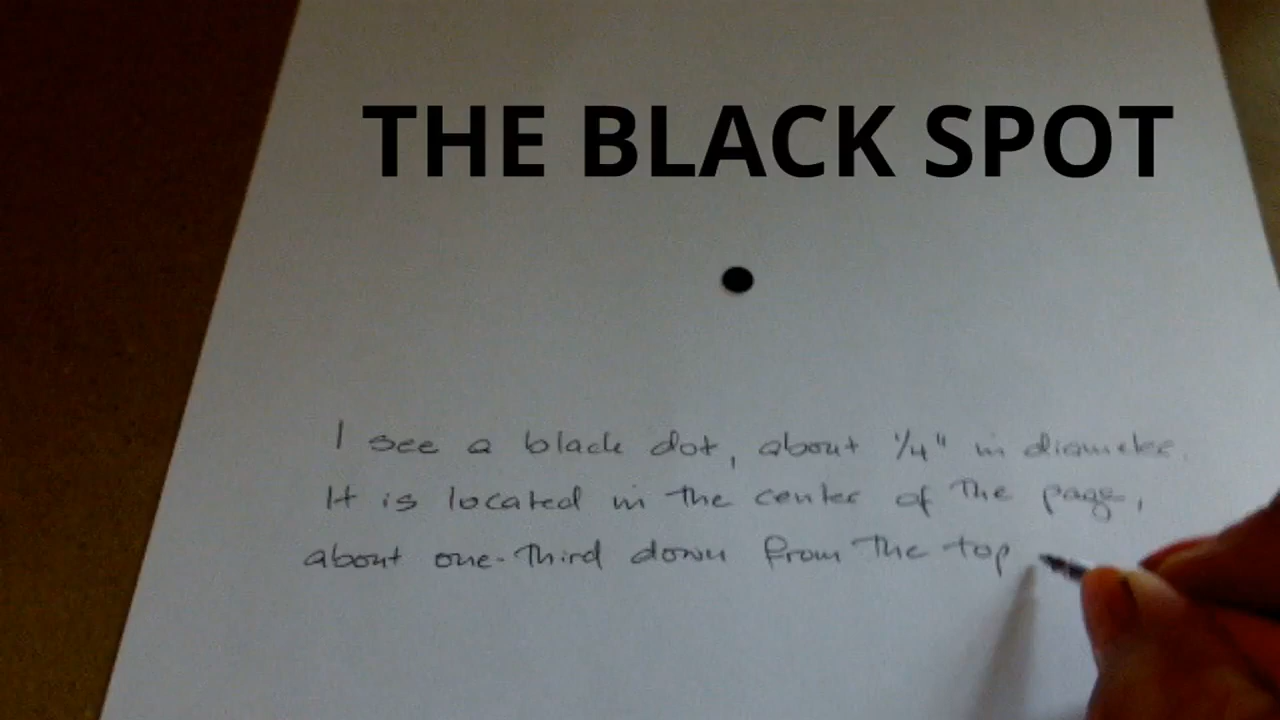 THE BLACK SPOT
I see a black dot, about 1/4" in diameter.
It is located in the center of the page,
about one-third down from the top